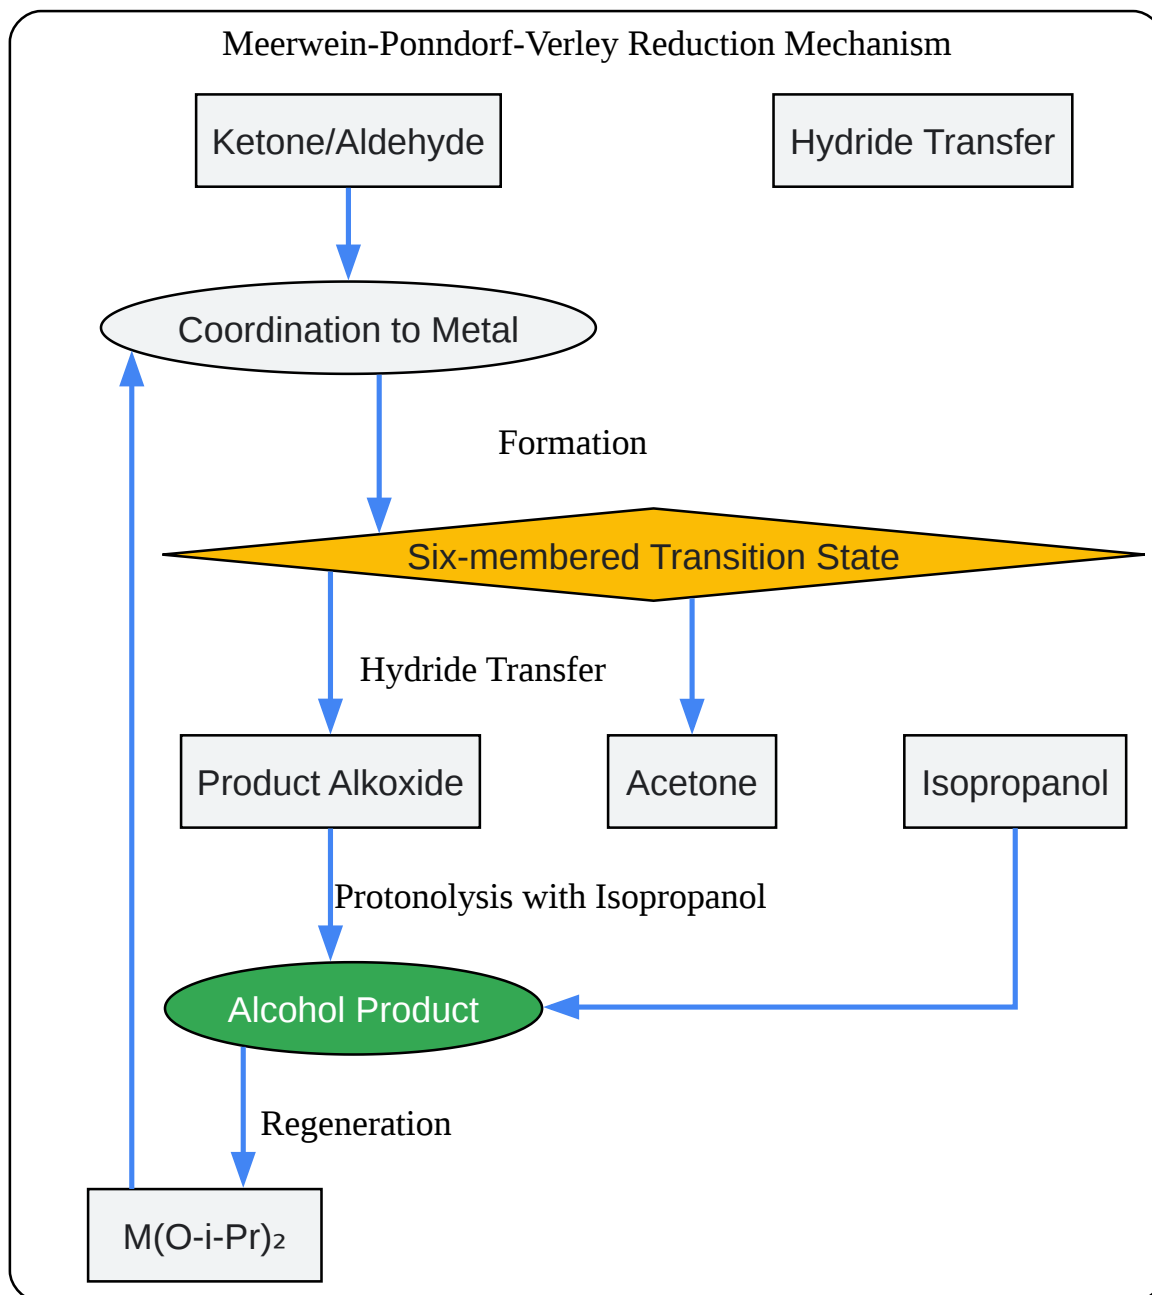 Meerwein-Ponndorf-Verley Reduction Mechanism
Ketone/Aldehyde
Hydride Transfer
Coordination to Metal
Formation
Six-membered Transition State
Hydride Transfer
Product Alkoxide
Acetone
Isopropanol
Protonolysis with Isopropanol
Alcohol Product
Regeneration
M(O-i-Pr)₂